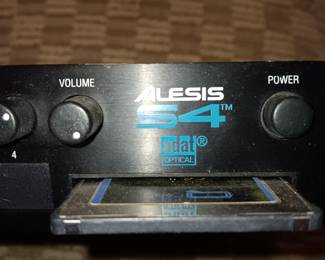 VOLUME
ALESIS
POWER
S4™
adat®
OPTICAL
4